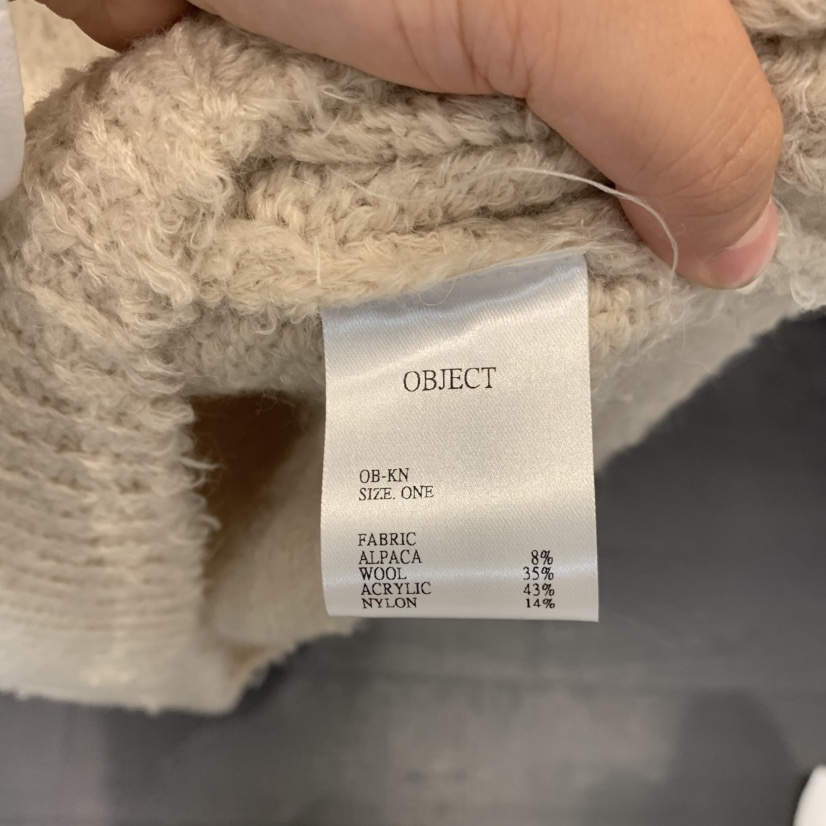 OBJECT
OB-KN
SIZE. ONE
FABRIC
ALPACA 8%
WOOL 35%
ACRYLIC 43%
NYLON 14%